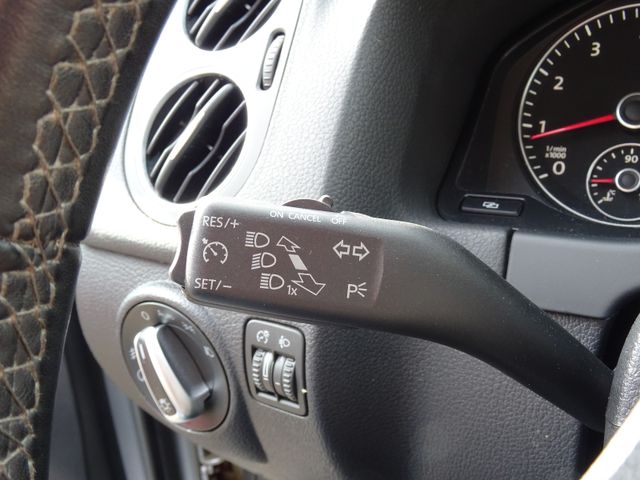 ON CANCEL OFF
RES/+
SET/-
1x
P
3
2
1
1/min
x1000
0
90